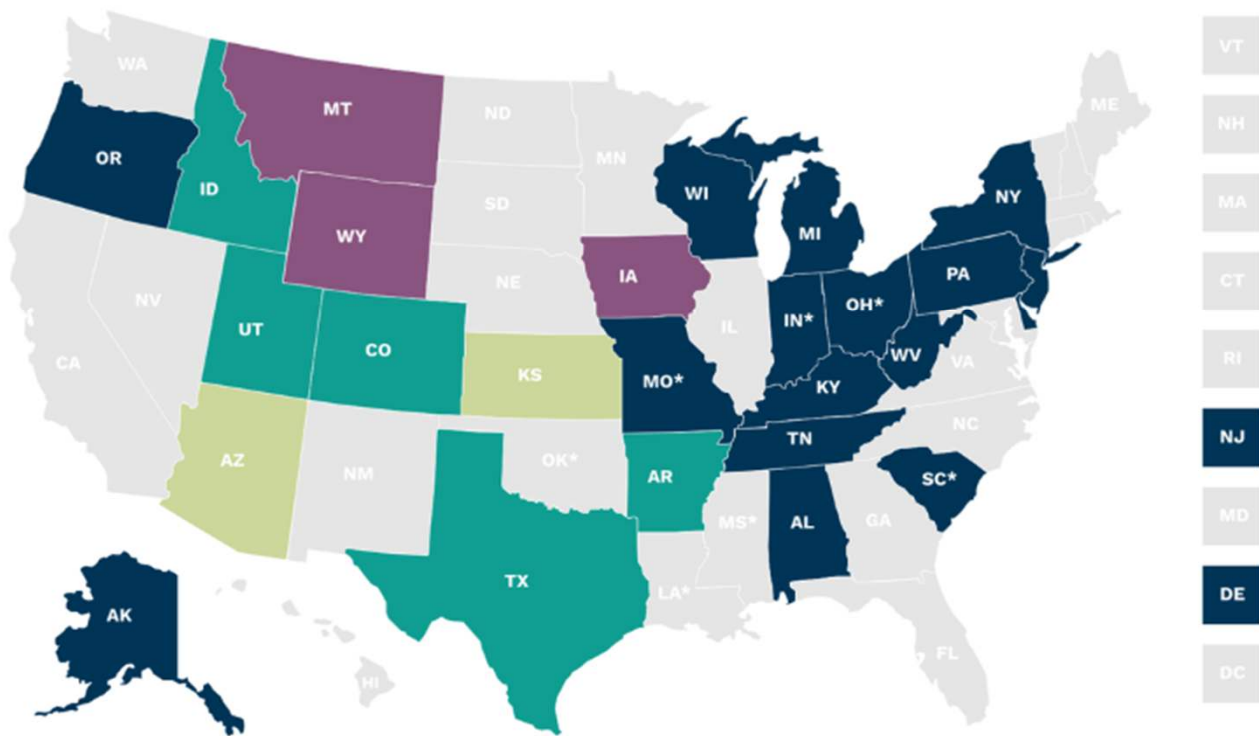 WA
MT
ND
MN
ME
VT
NH
OR
ID
SD
WI
NY
MA
WY
MI
IA
NE
PA
CT
NV
UT
CO
IL
IN*
OH*
WV
VA
RI
CA
KS
MO*
KY
NJ
AZ
NM
OK*
AR
TN
NC
SC*
MD
TX
MS*
AL
GA
LA*
DE
AK
HI
FL
DC